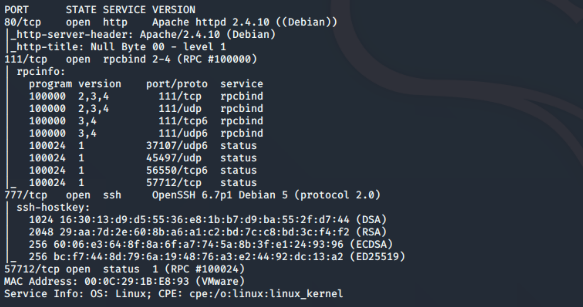 PORT      STATE SERVICE VERSION
80/tcp    open  http    Apache httpd 2.4.10 ((Debian))
|_http-server-header: Apache/2.4.10 (Debian)
|_http-title: Null Byte 00 - level 1
111/tcp   open  rpcbind 2-4 (RPC #100000)
| rpcinfo:
|   program version    port/proto  service
|   100000  2,3,4        111/tcp   rpcbind
|   100000  2,3,4        111/udp   rpcbind
|   100000  3,4          111/tcp6  rpcbind
|   100000  3,4          111/udp6  rpcbind
|   100024  1          37107/udp6  status
|   100024  1          45497/udp   status
|   100024  1          56550/tcp6  status
|_  100024  1          57712/tcp   status
777/tcp   open  ssh     OpenSSH 6.7p1 Debian 5 (protocol 2.0)
| ssh-hostkey:
|   1024 16:30:13:d9:d5:55:36:e8:1b:b7:d9:ba:55:2f:d7:44 (DSA)
|   2048 29:aa:7d:2e:60:8b:a6:a1:c2:bd:7c:c8:bd:3c:f4:f2 (RSA)
|   256 60:06:e3:64:8f:8a:6f:a7:74:5a:8b:3f:e1:24:93:96 (ECDSA)
|_  256 bc:f7:44:8d:79:6a:19:48:76:a3:e2:44:92:dc:13:a2 (ED25519)
57712/tcp open  status  1 (RPC #100024)
MAC Address: 00:0C:29:1B:E8:93 (VMware)
Service Info: OS: Linux; CPE: cpe:/o:linux:linux_kernel